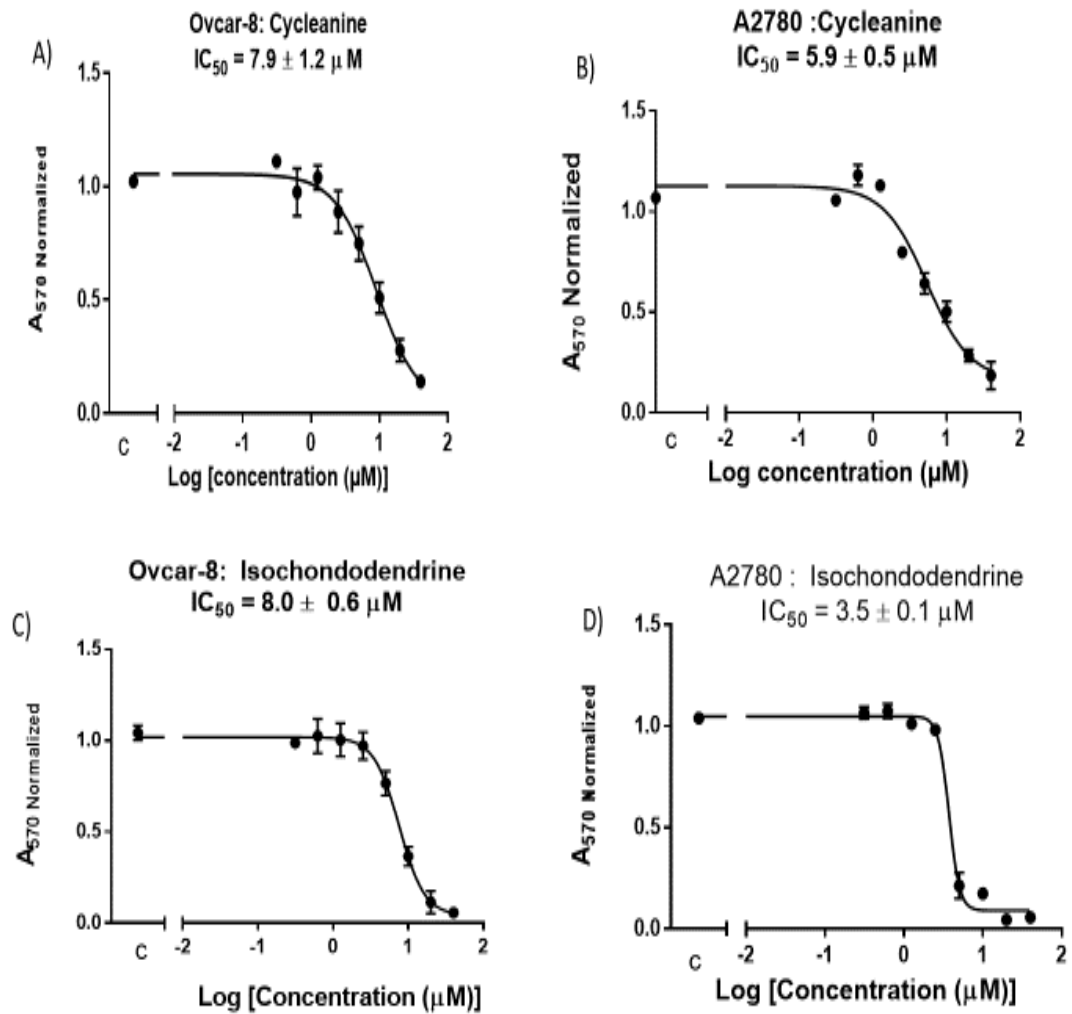 A)
Ovcar-8: Cycleanine
IC50 = 7.9 ± 1.2 μM
1.5
1.0
0.5
0.0
A570 Normalized
C
-2
-1
0
1
2
Log [concentration (μM)]
B)
A2780 :Cycleanine
IC50 = 5.9 ± 0.5 μM
1.5
1.0
0.5
0.0
A570 Normalized
C
-2
-1
0
1
2
Log concentration (μM)
C)
Ovcar-8: Isochondodendrine
IC50 = 8.0 ± 0.6 μM
1.5
1.0
0.5
0.0
A570 Normalized
C
-2
-1
0
1
2
Log [Concentration (μM)]
D)
A2780 : Isochondodendrine
IC50 = 3.5 ± 0.1 μM
1.5
1.0
0.5
0.0
A570 Normalized
C
-2
-1
0
1
2
Log [Concentration (μM)]